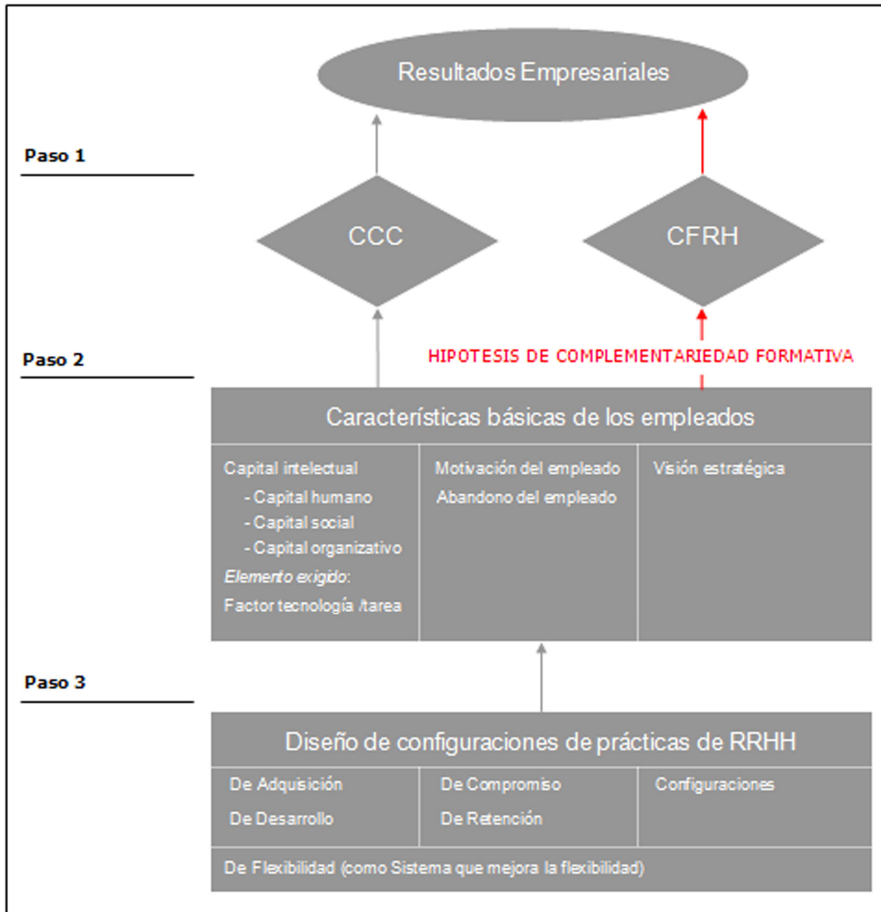 Resultados Empresariales
Paso 1
CCC
CFRH
Paso 2
HIPOTESIS DE COMPLEMENTARIEDAD FORMATIVA
Características básicas de los empleados
Capital intelectual
- Capital humano
- Capital social
- Capital organizativo
Elemento exigido:
Factor tecnología /tarea
Motivación del empleado
Abandono del empleado
Visión estratégica
Paso 3
Diseño de configuraciones de prácticas de RRHH
De Adquisición
De Desarrollo
De Compromiso
De Retención
Configuraciones
De Flexibilidad (como Sistema que mejora la flexibilidad)